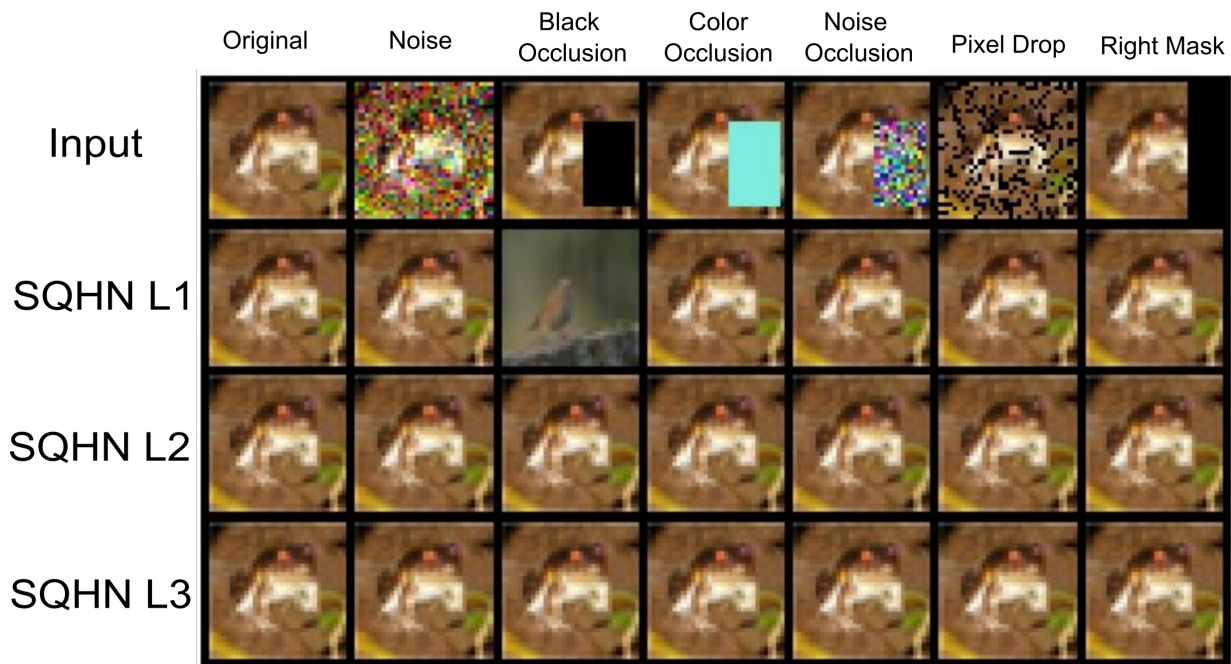 Original
Noise
Black
Occlusion
Color
Occlusion
Noise
Occlusion
Pixel Drop
Right Mask
Input
SQHN L1
SQHN L2
SQHN L3